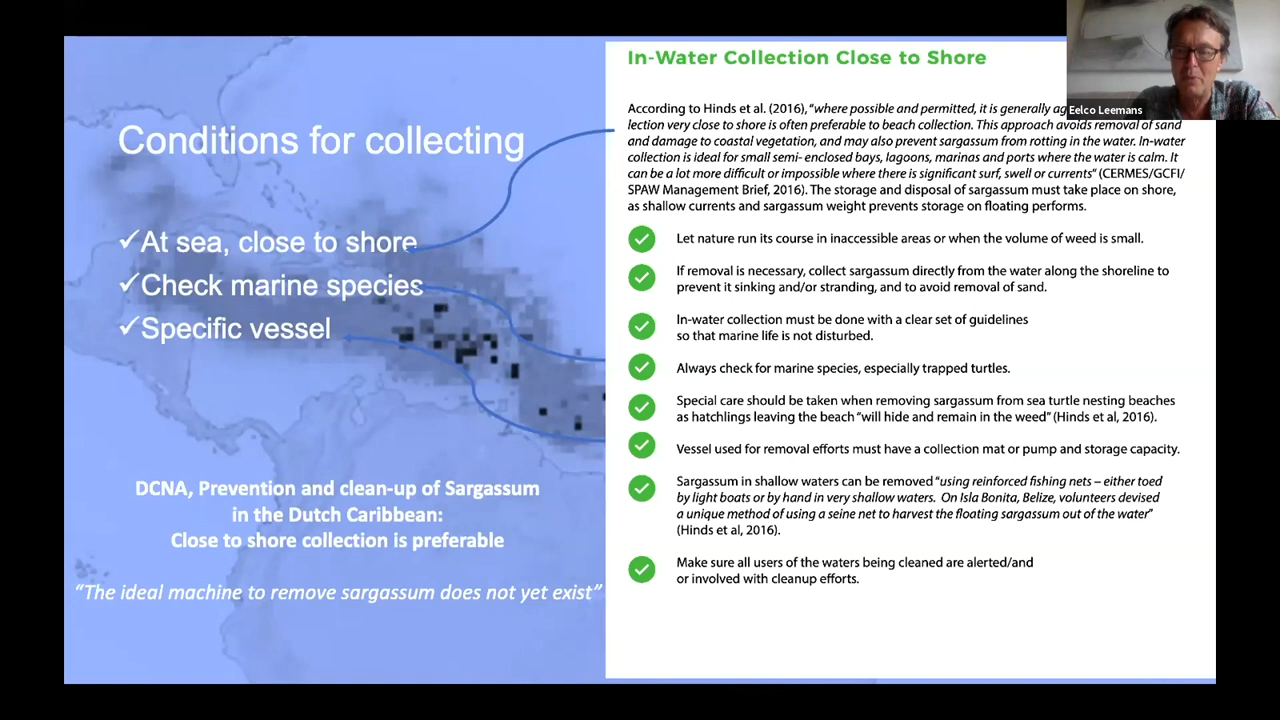 Conditions for collecting
✓At sea, close to shore
✓Check marine species
✓Specific vessel
DCNA, Prevention and clean-up of Sargassum
in the Dutch Caribbean:
Close to shore collection is preferable
“The ideal machine to remove sargassum does not yet exist”
In-Water Collection Close to Shore
According to Hinds et al. (2016), “where possible and permitted, it is generally
lection very close to shore is often preferable to beach collection. This approach avoids removal of sand
and damage to coastal vegetation, and may also prevent sargassum from rotting in the water. In-water
collection is ideal for small semi- enclosed bays, lagoons, marinas and ports where the water is calm. It
can be a lot more difficult or impossible where there is significant surf, swell or currents” (CERMES/GCFI/
SPAW Management Brief, 2016). The storage and disposal of sargassum must take place on shore,
as shallow currents and sargassum weight prevents storage on floating performs.
Let nature run its course in inaccessible areas or when the volume of weed is small.
If removal is necessary, collect sargassum directly from the water along the shoreline to
prevent it sinking and/or stranding, and to avoid removal of sand.
In-water collection must be done with a clear set of guidelines
so that marine life is not disturbed.
Always check for marine species, especially trapped turtles.
Special care should be taken when removing sargassum from sea turtle nesting beaches
as hatchlings leaving the beach “will hide and remain in the weed” (Hinds et al, 2016).
Vessel used for removal efforts must have a collection mat or pump and storage capacity.
Sargassum in shallow waters can be removed “using reinforced fishing nets – either toed
by light boats or by hand in very shallow waters. On Isla Bonita, Belize, volunteers devised
a unique method of using a seine net to harvest the floating sargassum out of the water”
(Hinds et al, 2016).
Make sure all users of the waters being cleaned are alerted/and
or involved with cleanup efforts.
Eelco Leemans